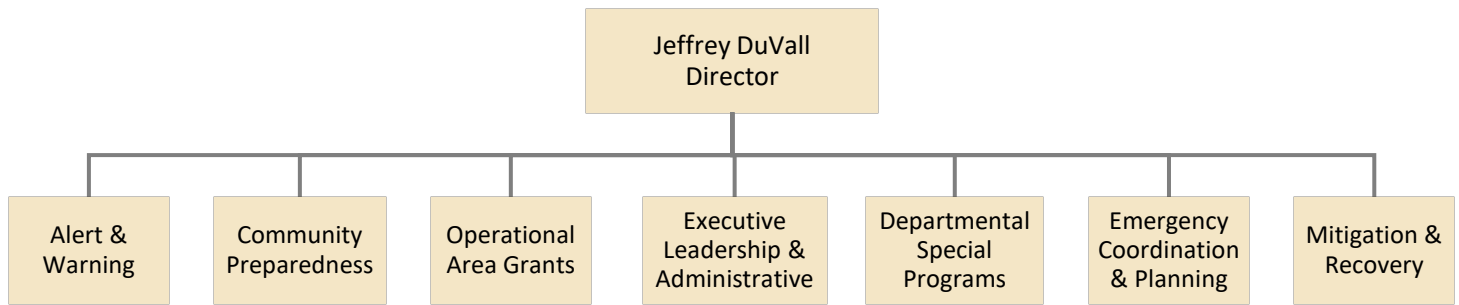 Jeffrey DuVall
Director
Alert &
Warning
Community
Preparedness
Operational
Area Grants
Executive
Leadership &
Administrative
Departmental
Special
Programs
Emergency
Coordination
& Planning
Mitigation &
Recovery